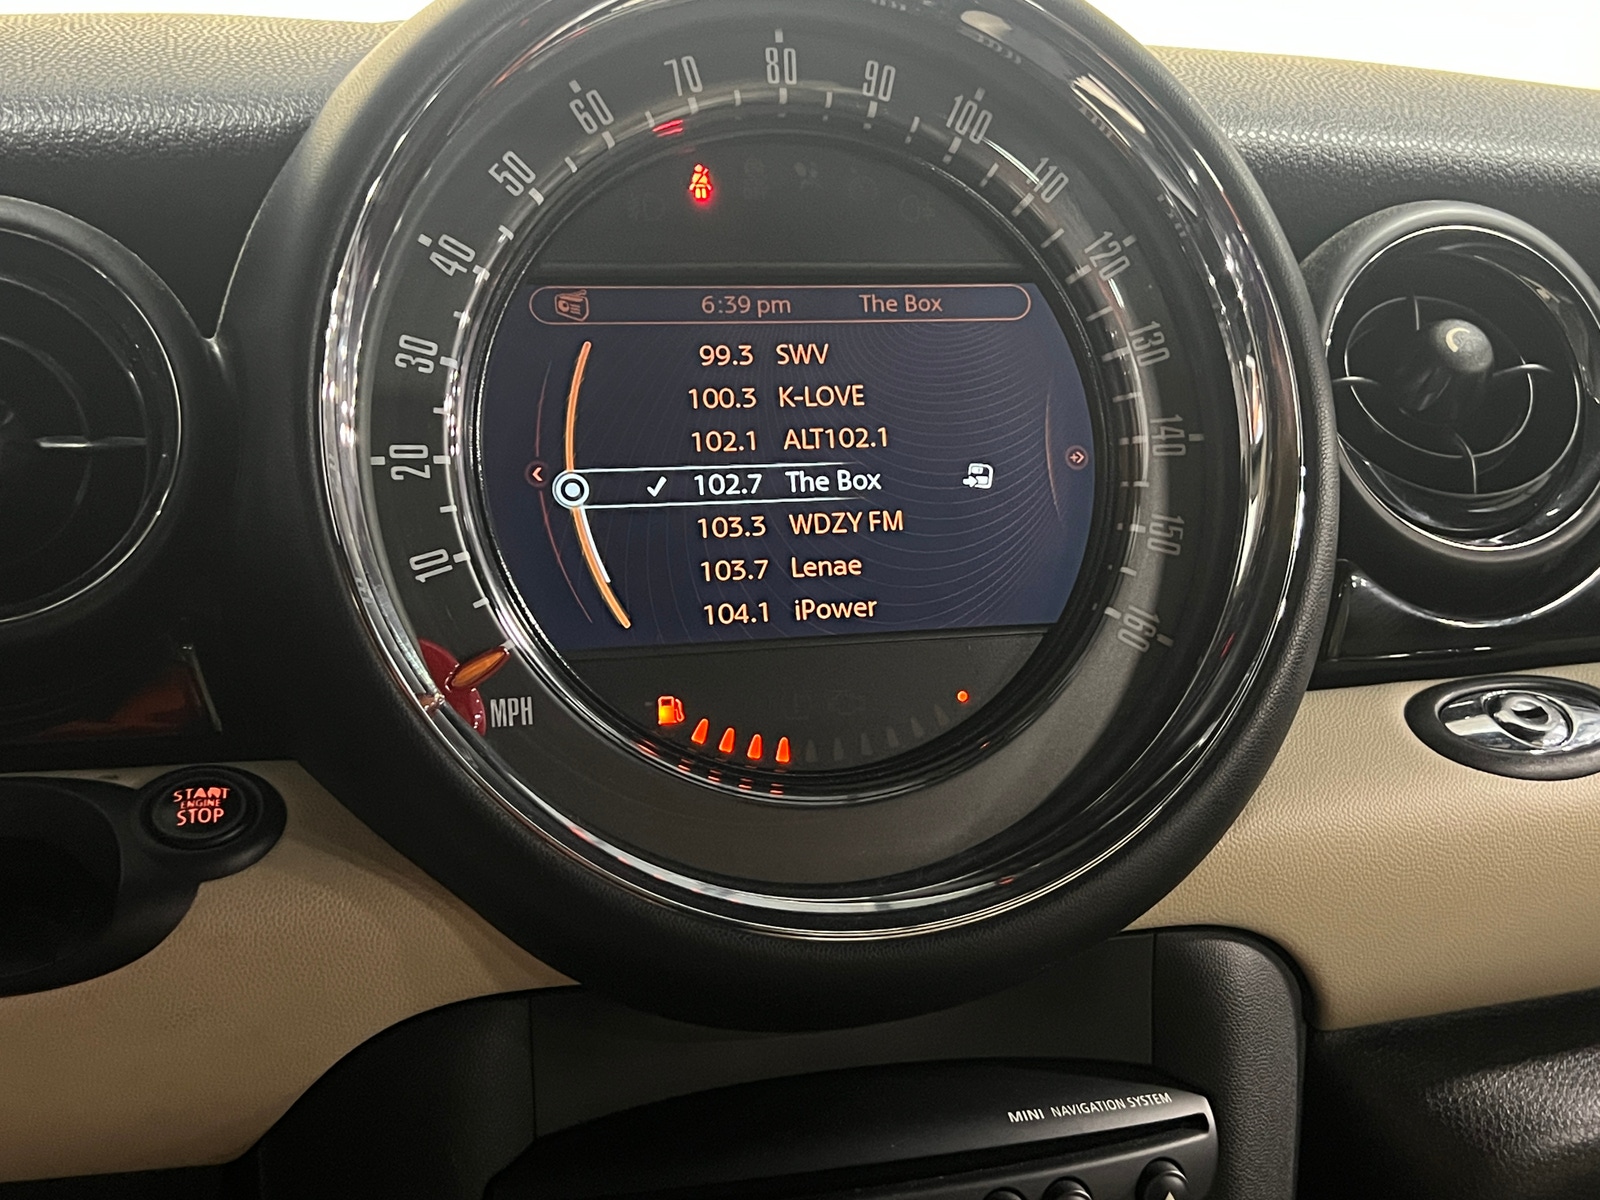 10
20
30
40
50
60
70
80
90
100
110
120
130
140
150
160
MPH
6:39 pm The Box
99.3 SWV
100.3 K-LOVE
102.1 ALT102.1
102.7 The Box
103.3 WDZY FM
103.7 Lenae
104.1 iPower
START
ENGINE
STOP
MINI NAVIGATION SYSTEM